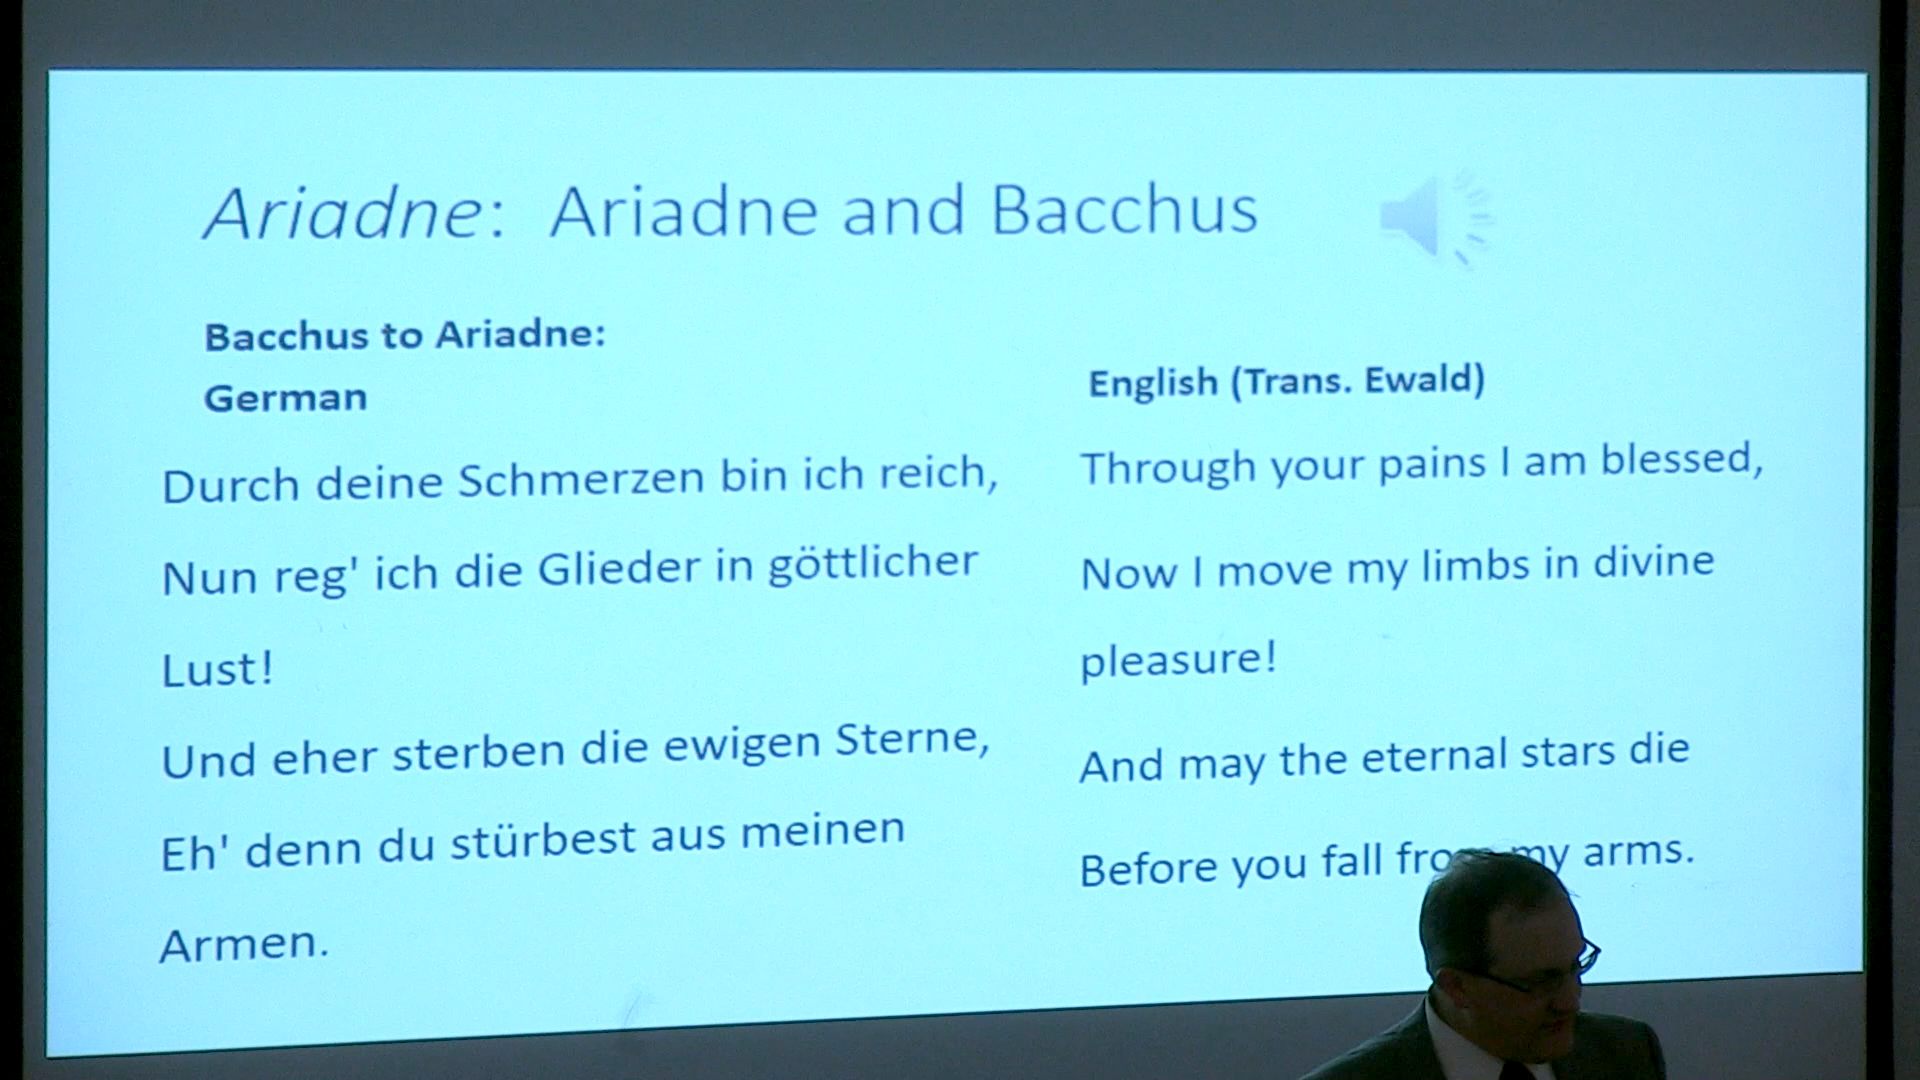 Ariadne: Ariadne and Bacchus
Bacchus to Ariadne:
German
Durch deine Schmerzen bin ich reich,
Nun reg' ich die Glieder in göttlicher
Lust!
Und eher sterben die ewigen Sterne,
Eh' denn du stürbest aus meinen
Armen.
English (Trans. Ewald)
Through your pains I am blessed,
Now I move my limbs in divine
pleasure!
And may the eternal stars die
Before you fall from my arms.